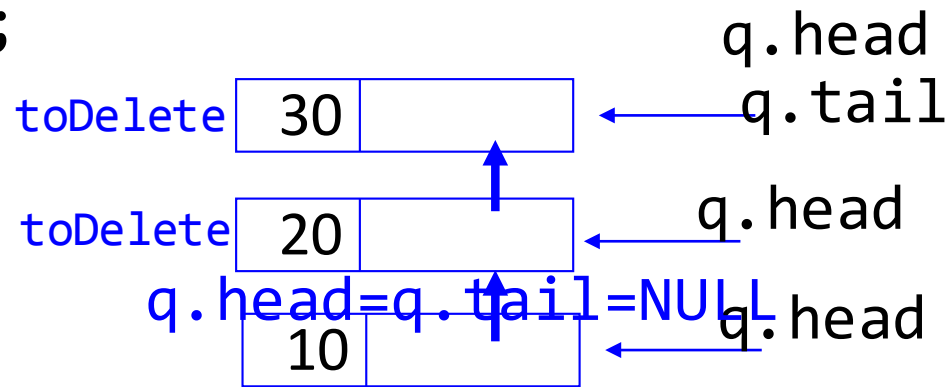 ;
q.head
toDelete 30 q.tail
toDelete 20 q.head
q.head=q.tail=NULL
10 q.head